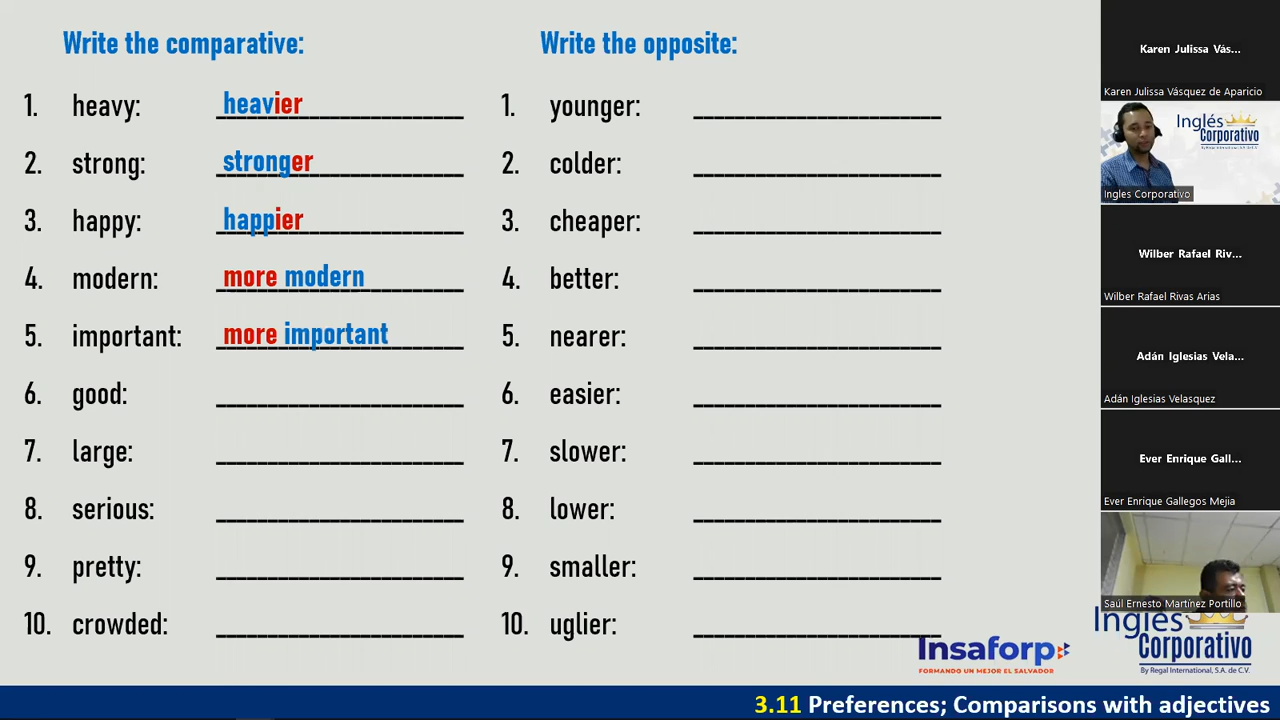 Write the comparative:
1. heavy: heavier
2. strong: stronger
3. happy: happier
4. modern: more modern
5. important: more important
6. good:
7. large:
8. serious:
9. pretty:
10. crowded:
Write the opposite:
1. younger:
2. colder:
3. cheaper:
4. better:
5. nearer:
6. easier:
7. slower:
8. lower:
9. smaller:
10. uglier:
Insaforp
FORMANDO UN MEJOR EL SALVADOR
Inglés
Corporativo
By Regal International, S.A. de C.V.
3.11 Preferences; Comparisons with adjectives
Karen Julissa Vás...
Karen Julissa Vásquez de Aparicio
Inglés
Corporativo
Ingles Corporativo
Wilber Rafael Riv...
Wilber Rafael Rivas Arias
Adán Iglesias Vela...
Adán Iglesias Velasquez
Ever Enrique Gall...
Ever Enrique Gallegos Mejia
Saúl Ernesto Martínez Portillo